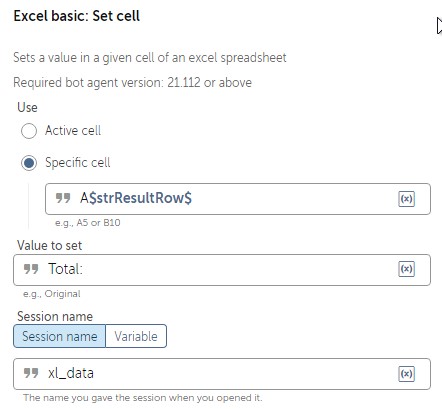 Excel basic: Set cell
Sets a value in a given cell of an excel spreadsheet
Required bot agent version: 21.112 or above
Use
Active cell
Specific cell
❞ A$strResultRow$ (x)
e.g., A5 or B10
Value to set
❞ Total: (x)
e.g., Original
Session name
Session name Variable
❞ xl_data (x)
The name you gave the session when you opened it.